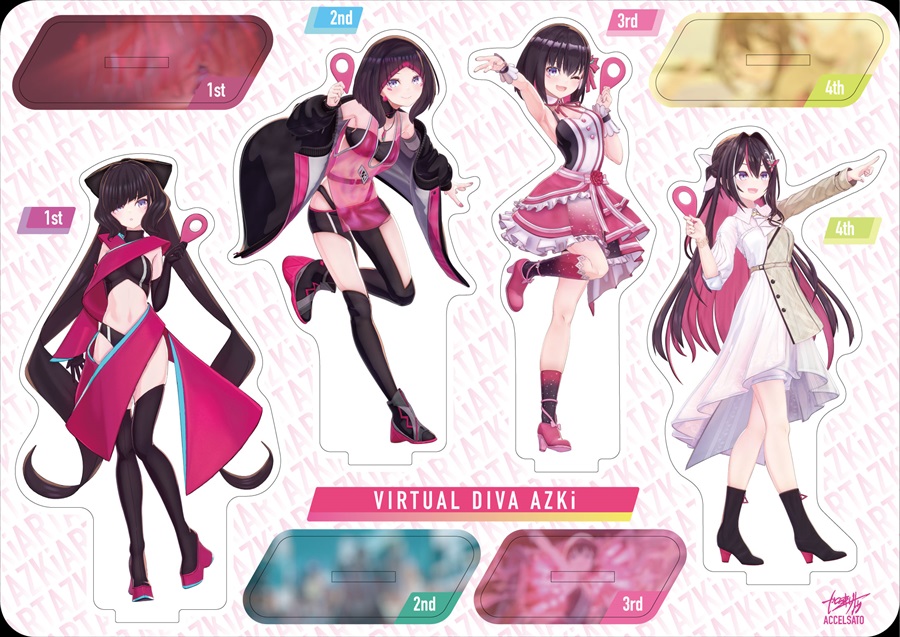 1st
2nd
3rd
4th
1st
4th
VIRTUAL DIVA AZKi
2nd
3rd
ACCELSATO